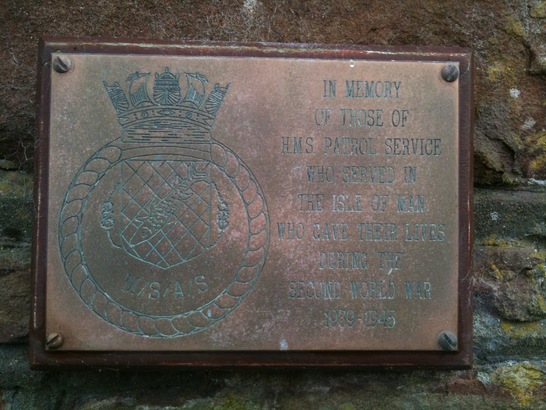 IN MEMORY
OF THOSE OF
HMS PATROL SERVICE
WHO SERVED IN
THE ISLE OF MAN
WHO GAVE THEIR LIVES
DURING THE
SECOND WORLD WAR
1939-1945